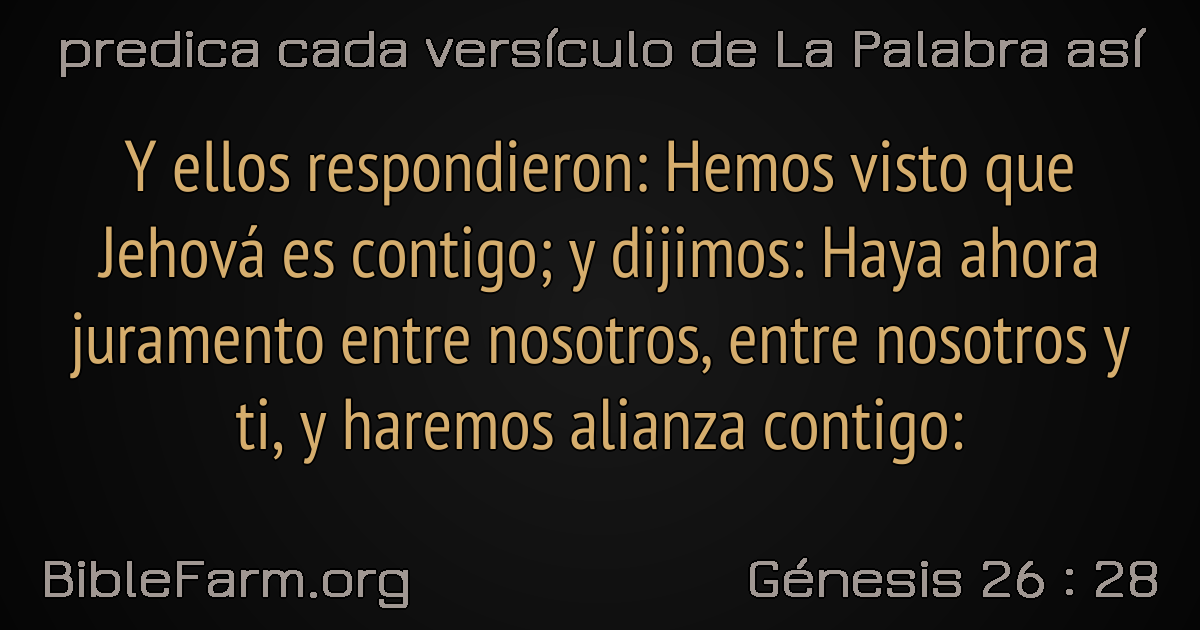 predica cada versículo de La Palabra así
Y ellos respondieron: Hemos visto que
Jehová es contigo; y dijimos: Haya ahora
juramento entre nosotros, entre nosotros y
ti, y haremos alianza contigo:
BibleFarm.org
Génesis 26 : 28